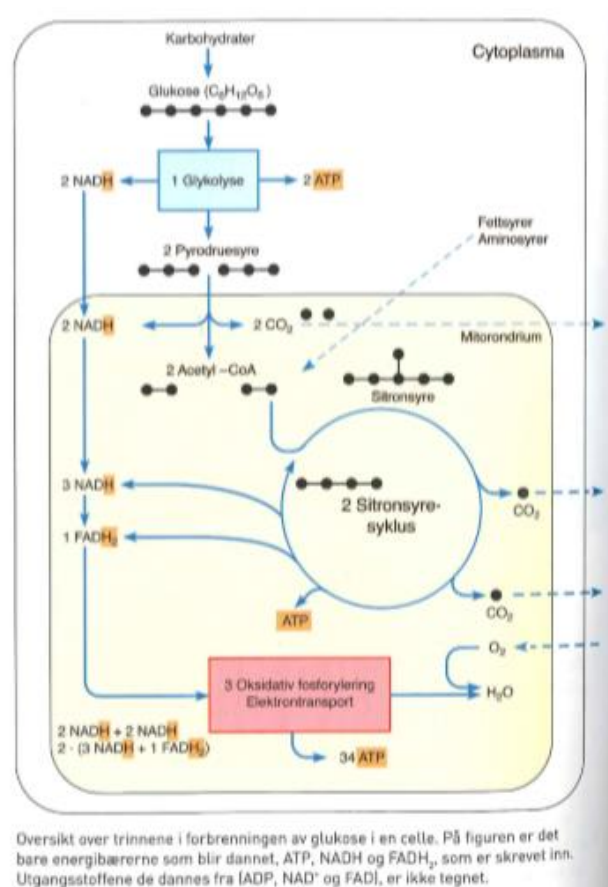 Karbohydrater
Cytoplasma
Glukose (C₆H₁₂O₆)
2 NADH
1 Glykolyse
2 ATP
2 Pyrodruesyre
Fettsyrer
Aminosyrer
2 NADH
2 CO₂
Mitorondrium
2 Acetyl –CoA
Sitronsyre
3 NADH
2 Sitronsyre-
syklus
CO₂
1 FADH₂
ATP
CO₂
O₂
3 Oksidativ fosforylering
Elektrontransport
H₂O
2 NADH + 2 NADH
2 · (3 NADH + 1 FADH₂)
34 ATP
Oversikt over trinnene i forbrenningen av glukose i en celle. På figuren er det
bare energibærerne som blir dannet, ATP, NADH og FADH₂, som er skrevet inn.
Utgangsstoffene de dannes fra (ADP, NAD⁺ og FAD), er ikke tegnet.